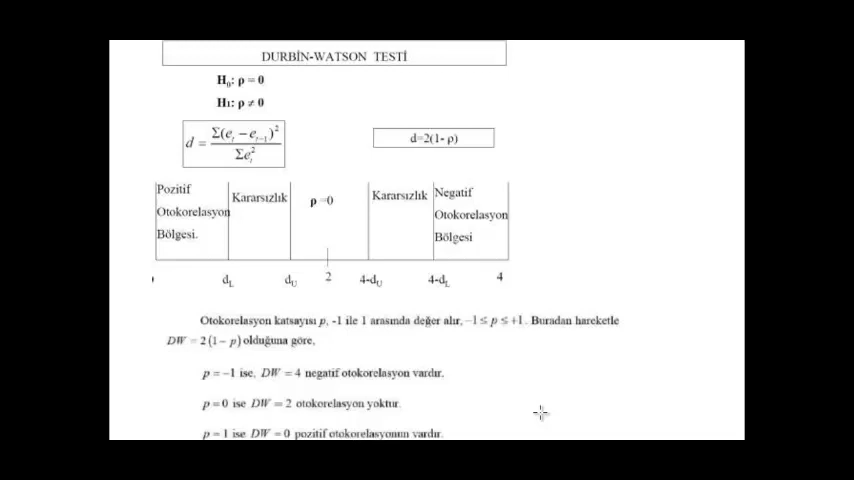 DURBİN-WATSON TESTİ
H₀: ρ = 0
H1: ρ ≠ 0
d = Σ(eₜ − eₜ₋₁)² / Σeₜ²
d=2(1- ρ)
Pozitif Otokorelasyon Bölgesi.
Kararsızlık
ρ =0
Kararsızlık
Negatif Otokorelasyon Bölgesi
dL dU 2 4-dU 4-dL 4
Otokorelasyon katsayısı p, -1 ile 1 arasında değer alır, −1 ≤ p ≤ +1. Buradan hareketle
DW = 2(1− p) olduğuna göre,
p = −1 ise, DW = 4 negatif otokorelasyon vardır.
p = 0 ise DW = 2 otokorelasyon yoktur.
p = 1 ise DW = 0 pozitif otokorelasyonun vardır.